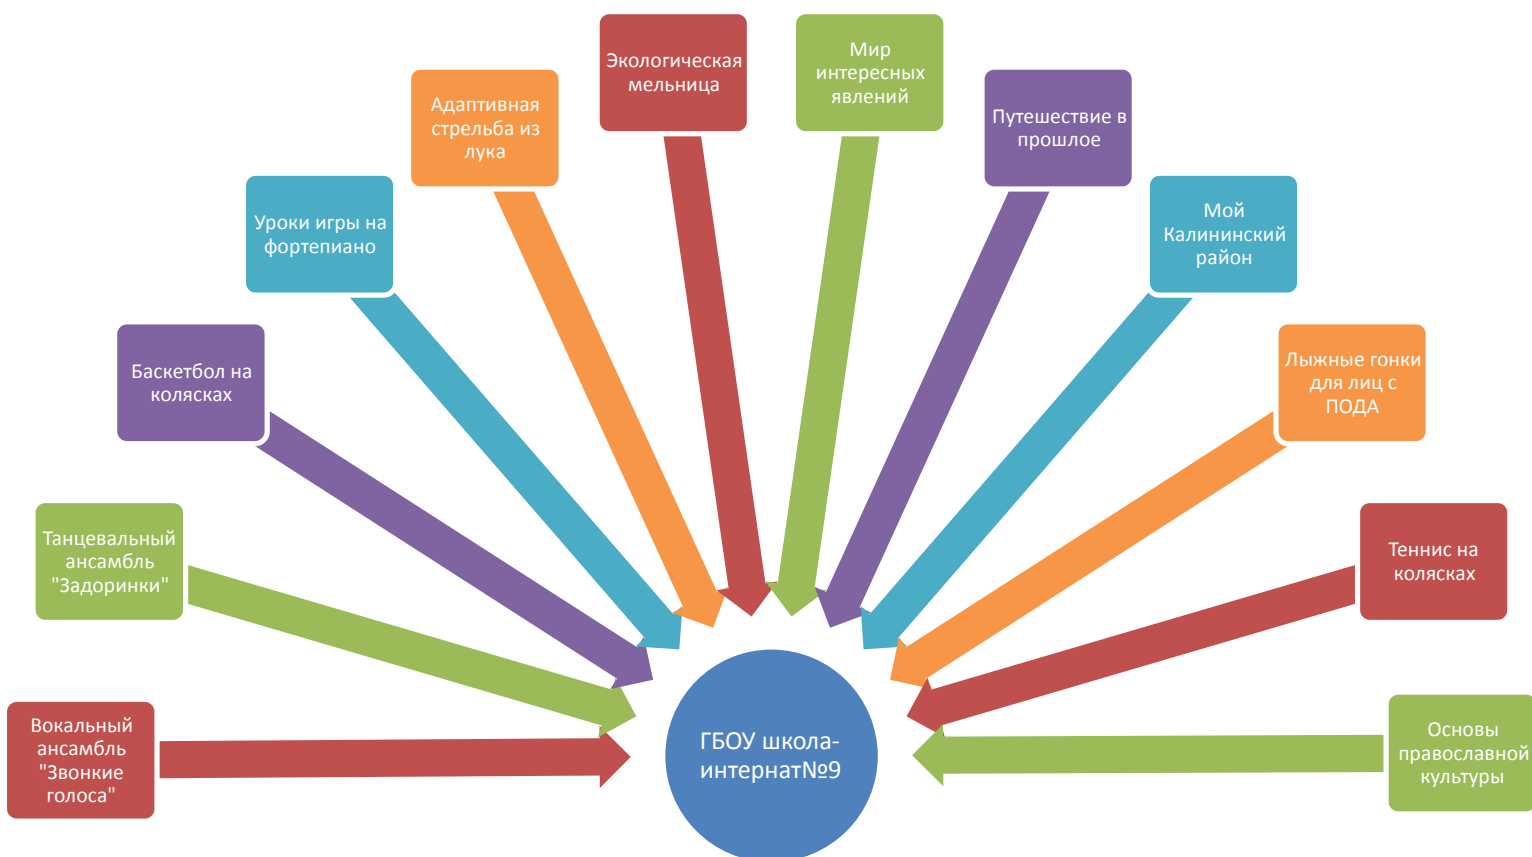 Экологическая
мельница
Мир
интересных
явлений
Адаптивная
стрельба из
лука
Путешествие в
прошлое
Уроки игры на
фортепиано
Мой
Калининский
район
Баскетбол на
колясках
Лыжные гонки
для лиц с
ПОДА
Танцевальный
ансамбль
"Задоринки"
Теннис на
колясках
Вокальный
ансамбль
"Звонкие
голоса"
ГБОУ школа-
интернат№9
Основы
православной
культуры